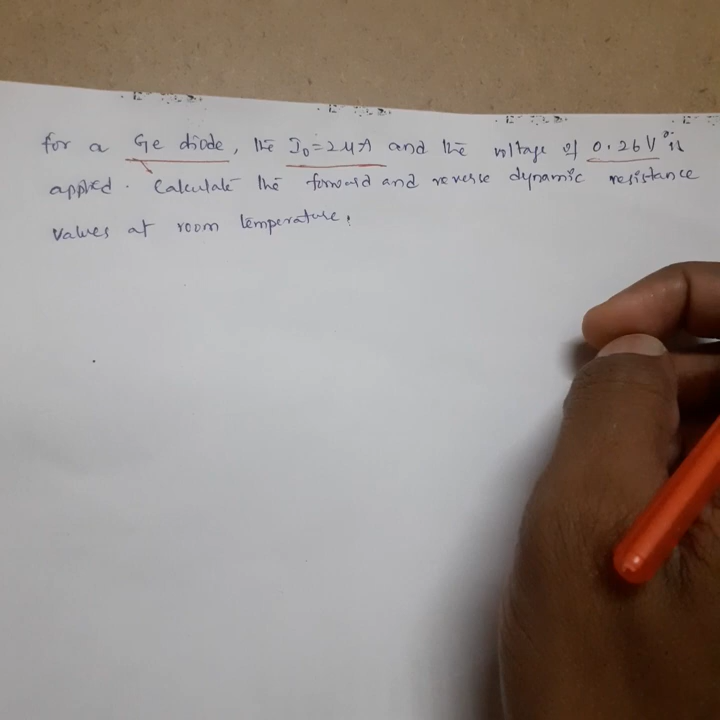 for a Ge diode, the I0=2µA and the voltage of 0.26V is
applied. Calculate the forward and reverse dynamic resistance
values at room temperature.